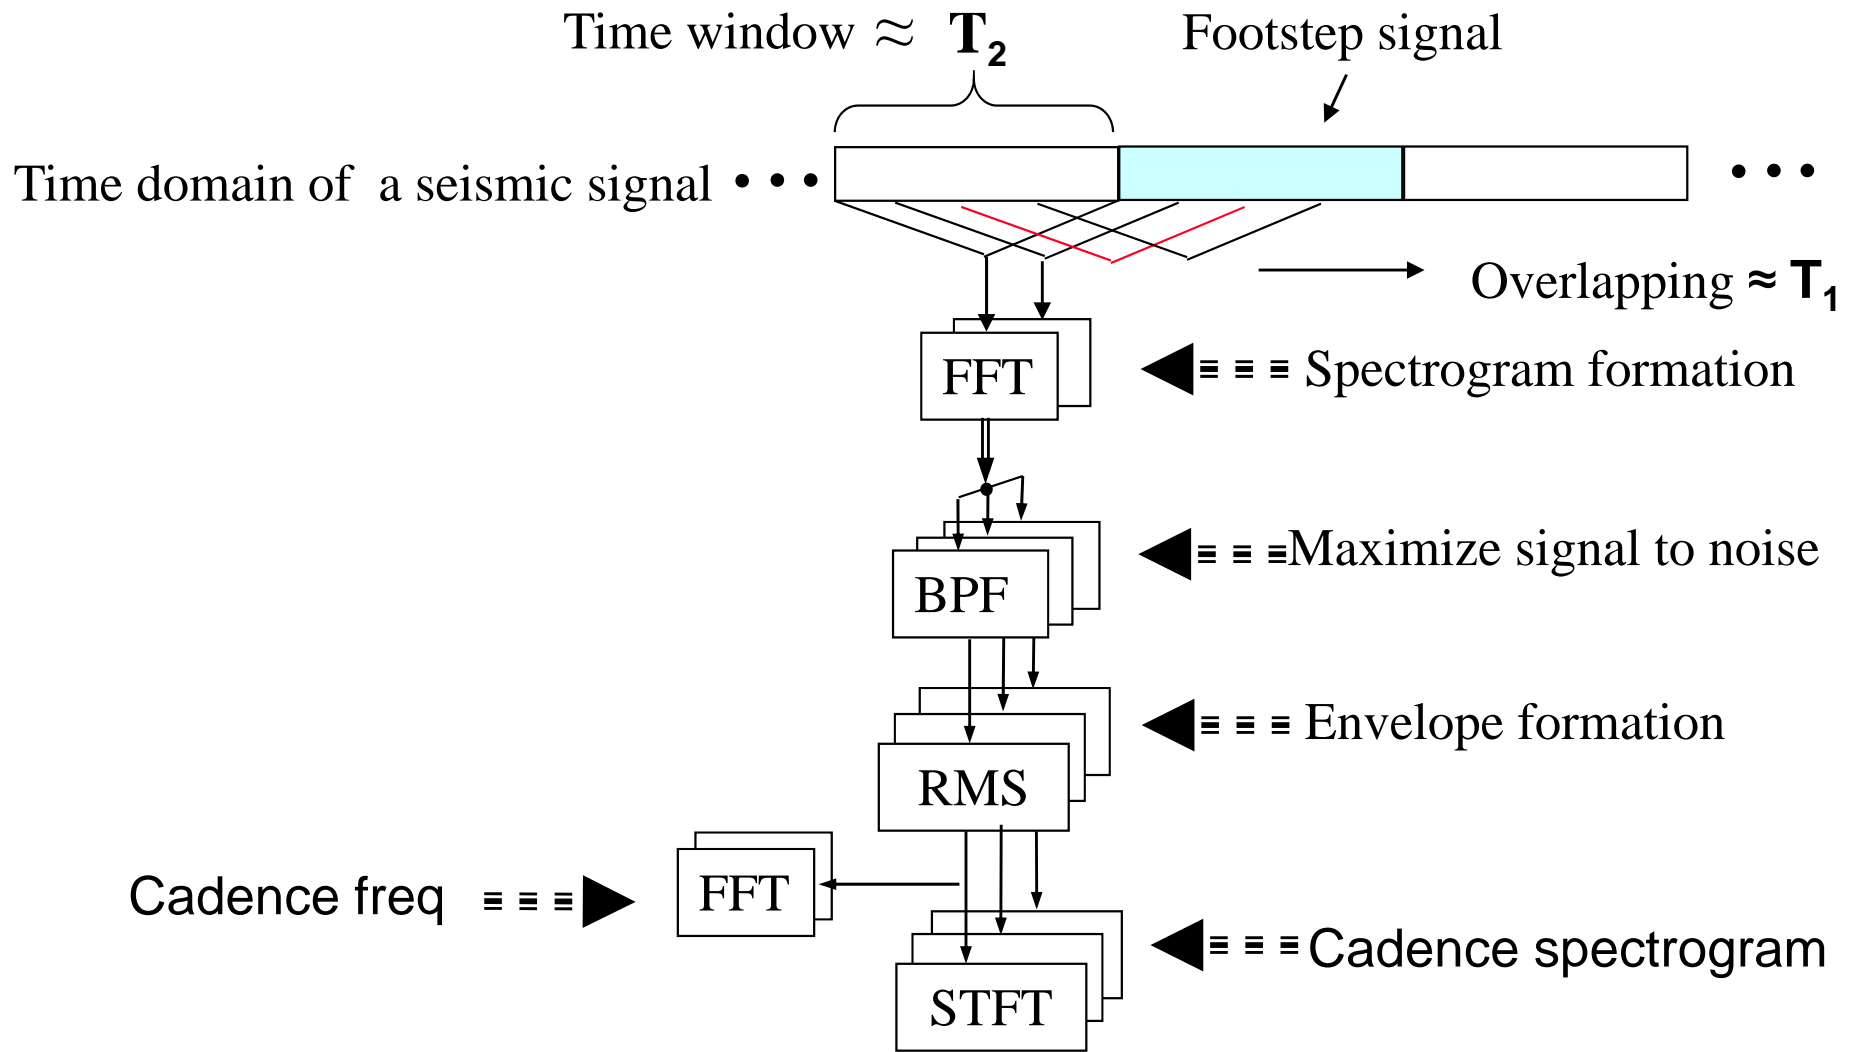 Time window ≈ T₂
Footstep signal
Time domain of a seismic signal • • •
• • •
Overlapping ≈ T₁
FFT
Spectrogram formation
BPF
Maximize signal to noise
Envelope formation
RMS
Cadence freq
FFT
Cadence spectrogram
STFT